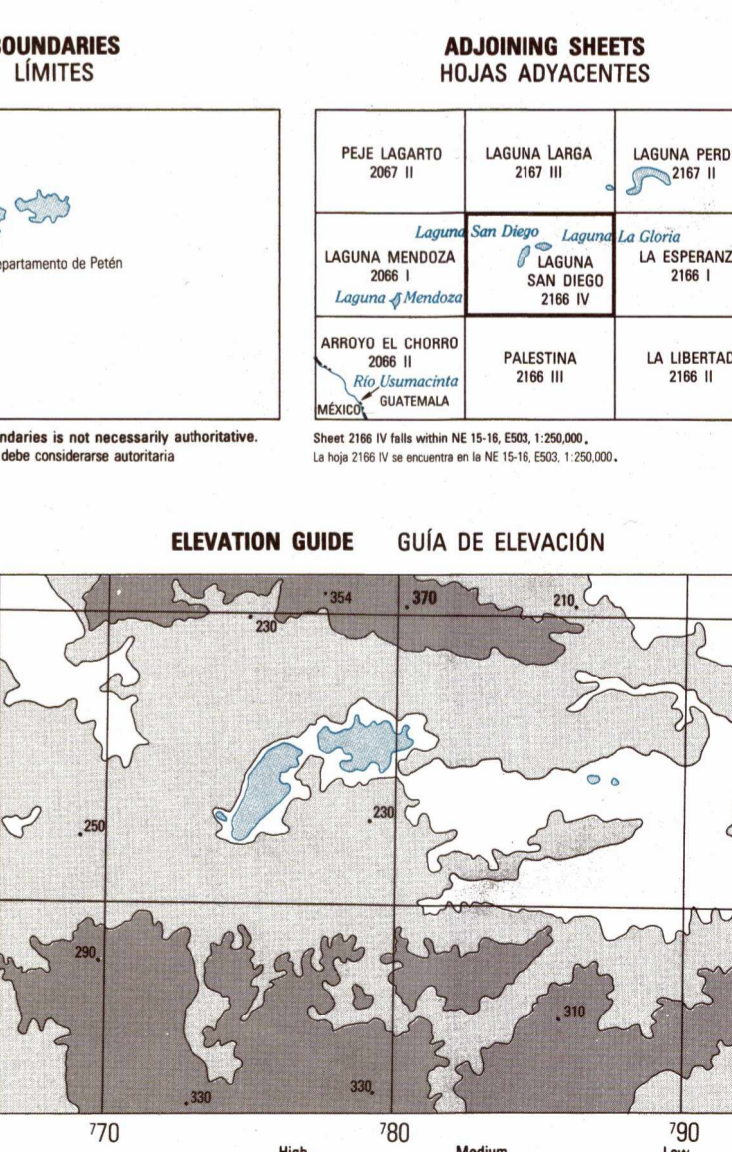 OUNDARIES
LÍMITES
epartamento de Petén
ndaries is not necessarily authoritative.
debe considerarse autoritaria
ADJOINING SHEETS
HOJAS ADYACENTES
PEJE LAGARTO
2067 II
LAGUNA LARGA
2167 III
LAGUNA PERD
2167 II
Laguna San Diego
Laguna La Gloria
LAGUNA MENDOZA
2066 I
Laguna Mendoza
LAGUNA
SAN DIEGO
2166 IV
LA ESPERANZ
2166 I
ARROYO EL CHORRO
2066 II
Río Usumacinta
MÉXICO
GUATEMALA
PALESTINA
2166 III
LA LIBERTAD
2166 II
Sheet 2166 IV falls within NE 15-16, E503, 1:250,000.
La hoja 2166 IV se encuentra en la NE 15-16, E503, 1:250,000.
ELEVATION GUIDE GUÍA DE ELEVACIÓN
354
370
210
230
230
250
290
310
330
330
770
780
790
High
Medium
Low